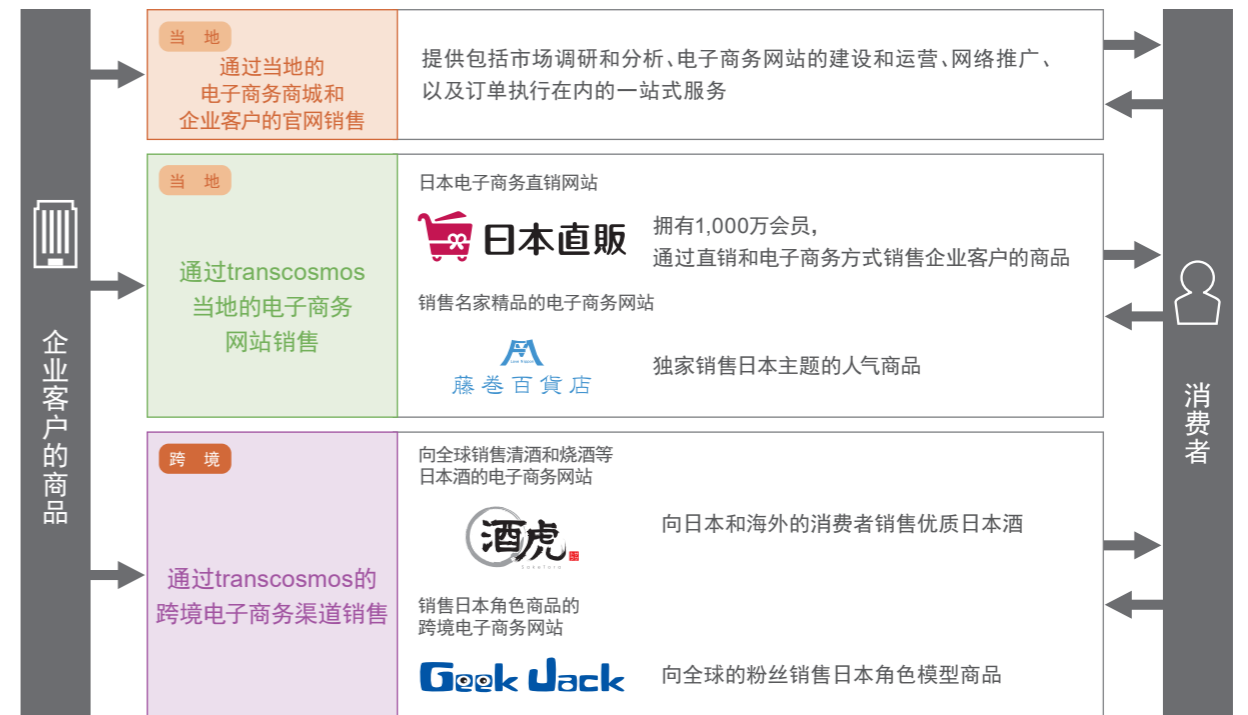 企业客户的商品
当 地
通过当地的
电子商务商城和
企业客户的官网销售
提供包括市场调研和分析、电子商务网站的建设和运营、网络推广、
以及订单执行在内的一站式服务
当 地
通过transcosmos
当地的电子商务
网站销售
日本电子商务直销网站
日本直販
拥有1,000万会员，
通过直销和电子商务方式销售企业客户的商品
销售名家精品的电子商务网站
藤巻百貨店
独家销售日本主题的人气商品
跨 境
通过transcosmos的
跨境电子商务渠道销售
向全球销售清酒和烧酒等
日本酒的电子商务网站
酒虎
SakeTora
向日本和海外的消费者销售优质日本酒
销售日本角色商品的
跨境电子商务网站
Geek Jack
向全球的粉丝销售日本角色模型商品
消费者